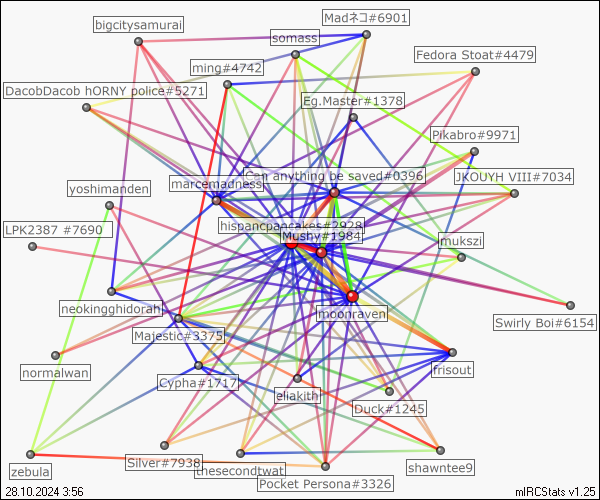 Madネコ#6901
bigcitysamurai
somass
ming#4742
Fedora Stoat#4479
DacobDacob hORNY police#5271
Eg.Master#1378
Pikabro#9971
Can anything be saved#0396
JKOUYH VIII#7034
marcemadness
yoshimanden
hispancpancakes#2928
LPK2387 #7690
Mushy#1984
mukszi
neokingghidorah
moonraven
Swirly Boi#6154
Majestic#3375
normalwan
frisout
Cypha#1717
eliakith
Duck#1245
zebula
Silver#7938
thesecondtwat
shawntee9
Pocket Persona#3326
28.10.2024 3:56
mIRCStats v1.25